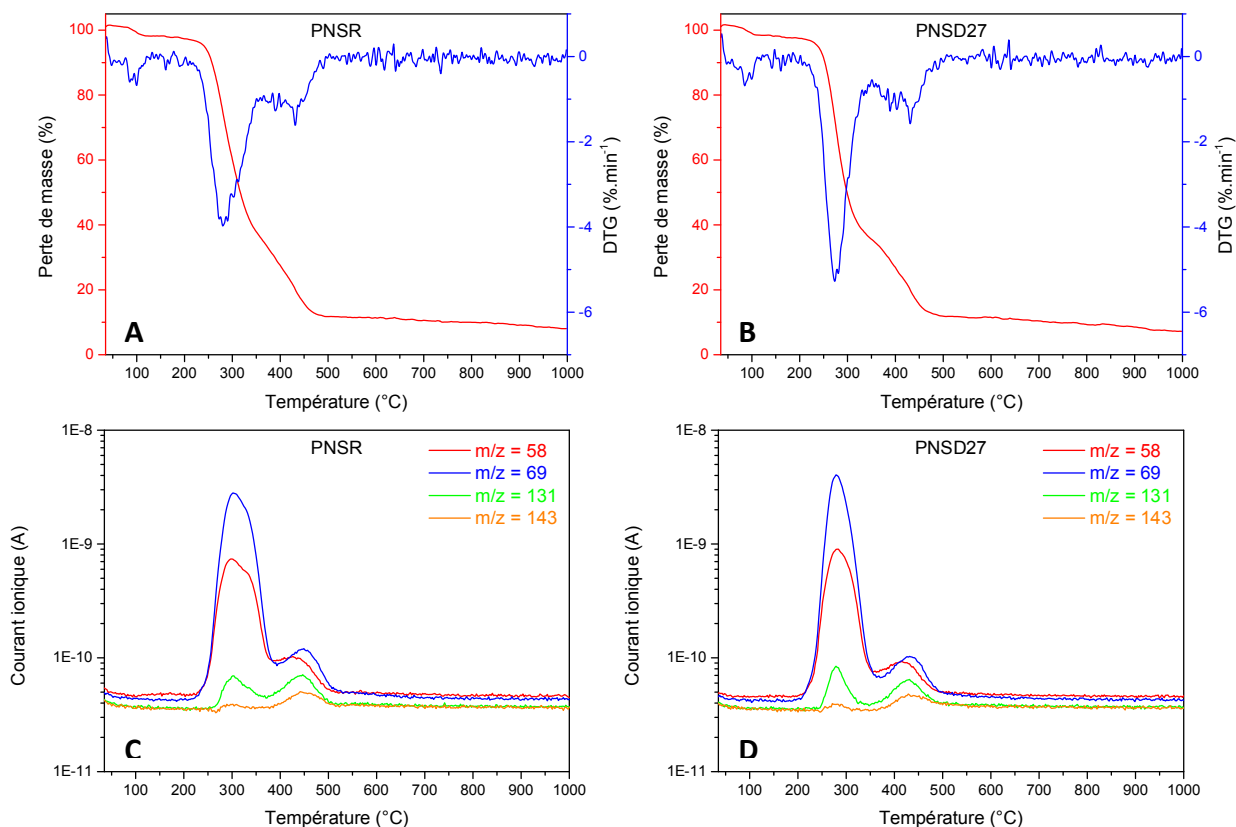 PNSR
100
80
60
40
20
0
Perte de masse (%)
0
-2
-4
-6
DTG (%.min⁻¹)
A
100 200 300 400 500 600 700 800 900 1000
Température (°C)
PNSD27
100
80
60
40
20
0
Perte de masse (%)
0
-2
-4
-6
DTG (%.min⁻¹)
B
100 200 300 400 500 600 700 800 900 1000
Température (°C)
PNSR
1E-8
1E-9
1E-10
1E-11
Courant ionique (A)
m/z = 58
m/z = 69
m/z = 131
m/z = 143
C
100 200 300 400 500 600 700 800 900 1000
Température (°C)
PNSD27
1E-8
1E-9
1E-10
1E-11
Courant ionique (A)
m/z = 58
m/z = 69
m/z = 131
m/z = 143
D
100 200 300 400 500 600 700 800 900 1000
Température (°C)